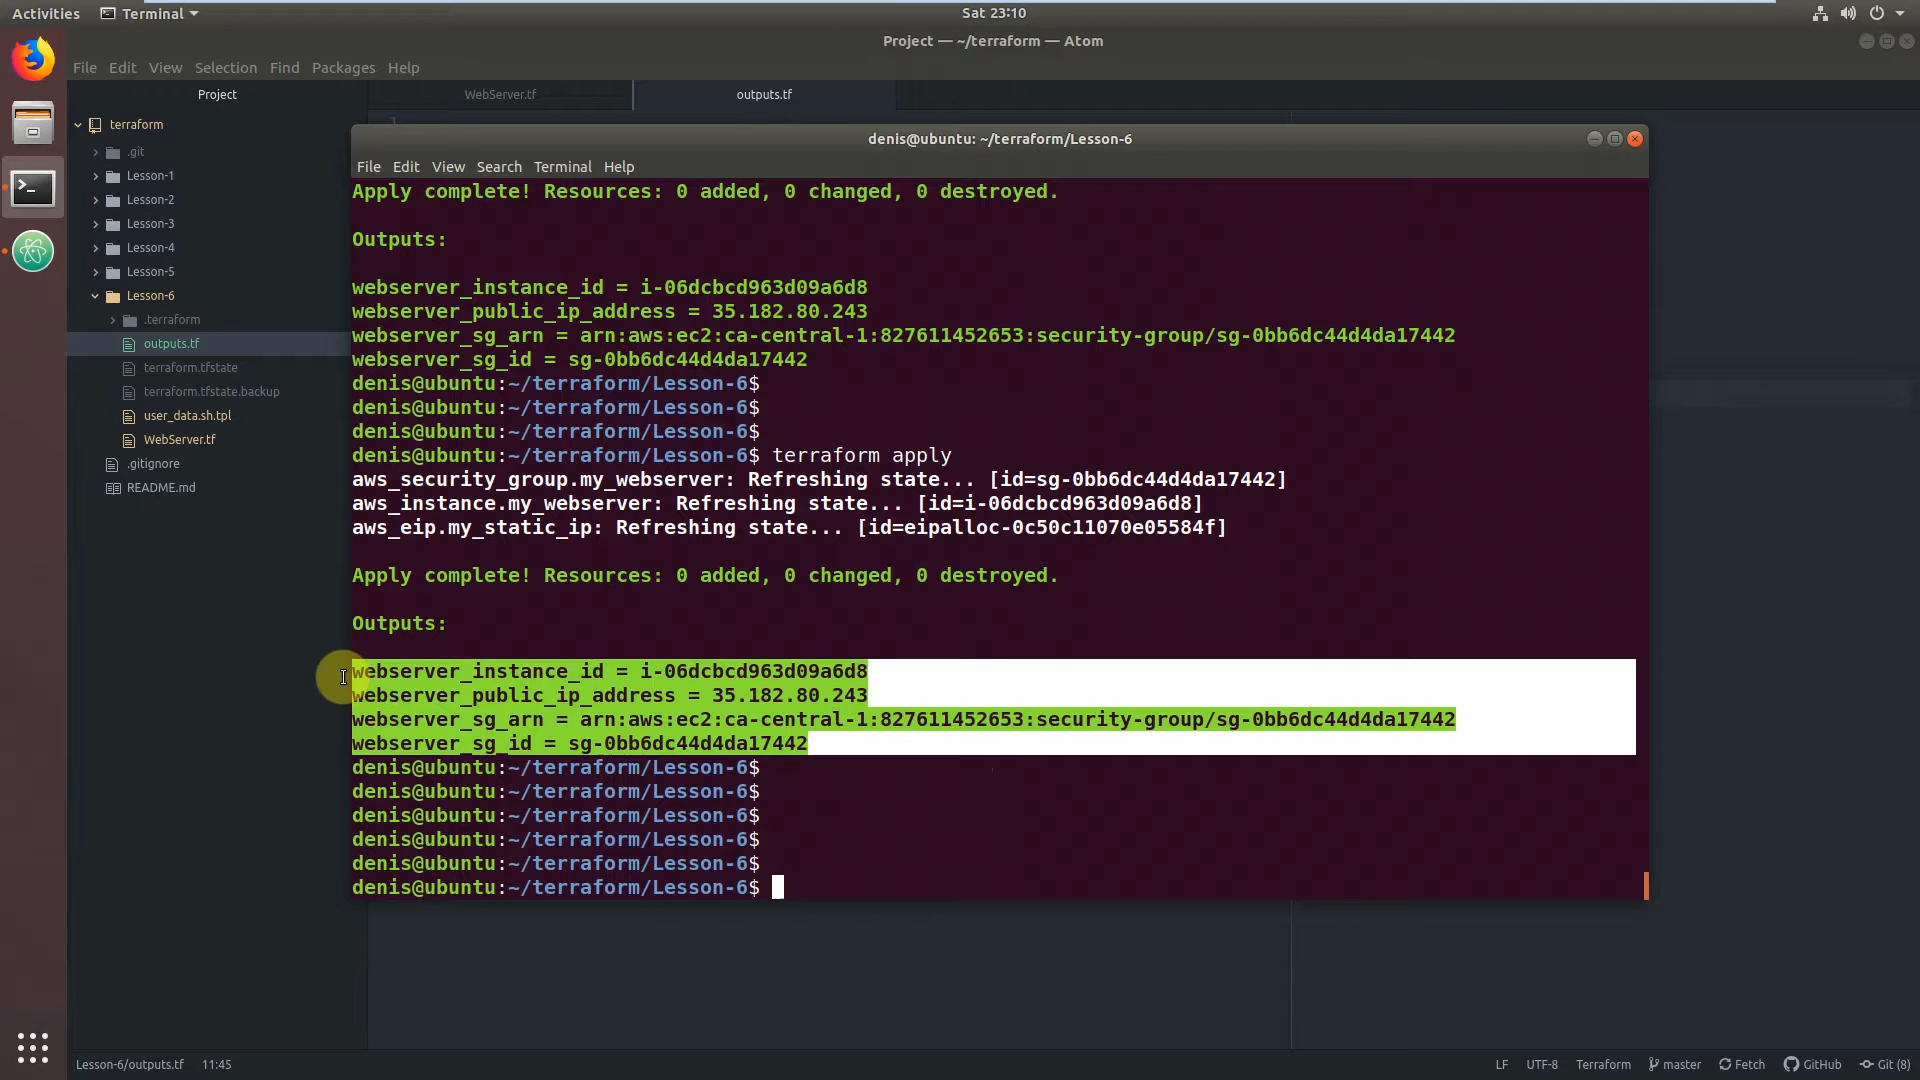 Activities
Terminal
Sat 23:10
Project — ~/terraform — Atom
File Edit View Selection Find Packages Help
Project
WebServer.tf
outputs.tf
terraform
.git
Lesson-1
Lesson-2
Lesson-3
Lesson-4
Lesson-5
Lesson-6
.terraform
outputs.tf
terraform.tfstate
terraform.tfstate.backup
user_data.sh.tpl
WebServer.tf
.gitignore
README.md
denis@ubuntu: ~/terraform/Lesson-6
File Edit View Search Terminal Help
Apply complete! Resources: 0 added, 0 changed, 0 destroyed.
Outputs:
webserver_instance_id = i-06dcbcd963d09a6d8
webserver_public_ip_address = 35.182.80.243
webserver_sg_arn = arn:aws:ec2:ca-central-1:827611452653:security-group/sg-0bb6dc44d4da17442
webserver_sg_id = sg-0bb6dc44d4da17442
denis@ubuntu:~/terraform/Lesson-6$
denis@ubuntu:~/terraform/Lesson-6$
denis@ubuntu:~/terraform/Lesson-6$
denis@ubuntu:~/terraform/Lesson-6$ terraform apply
aws_security_group.my_webserver: Refreshing state... [id=sg-0bb6dc44d4da17442]
aws_instance.my_webserver: Refreshing state... [id=i-06dcbcd963d09a6d8]
aws_eip.my_static_ip: Refreshing state... [id=eipalloc-0c50c11070e05584f]
Apply complete! Resources: 0 added, 0 changed, 0 destroyed.
Outputs:
webserver_instance_id = i-06dcbcd963d09a6d8
webserver_public_ip_address = 35.182.80.243
webserver_sg_arn = arn:aws:ec2:ca-central-1:827611452653:security-group/sg-0bb6dc44d4da17442
webserver_sg_id = sg-0bb6dc44d4da17442
denis@ubuntu:~/terraform/Lesson-6$
denis@ubuntu:~/terraform/Lesson-6$
denis@ubuntu:~/terraform/Lesson-6$
denis@ubuntu:~/terraform/Lesson-6$
denis@ubuntu:~/terraform/Lesson-6$
denis@ubuntu:~/terraform/Lesson-6$
Lesson-6/outputs.tf 11:45
LF UTF-8 Terraform master Fetch GitHub Git (8)